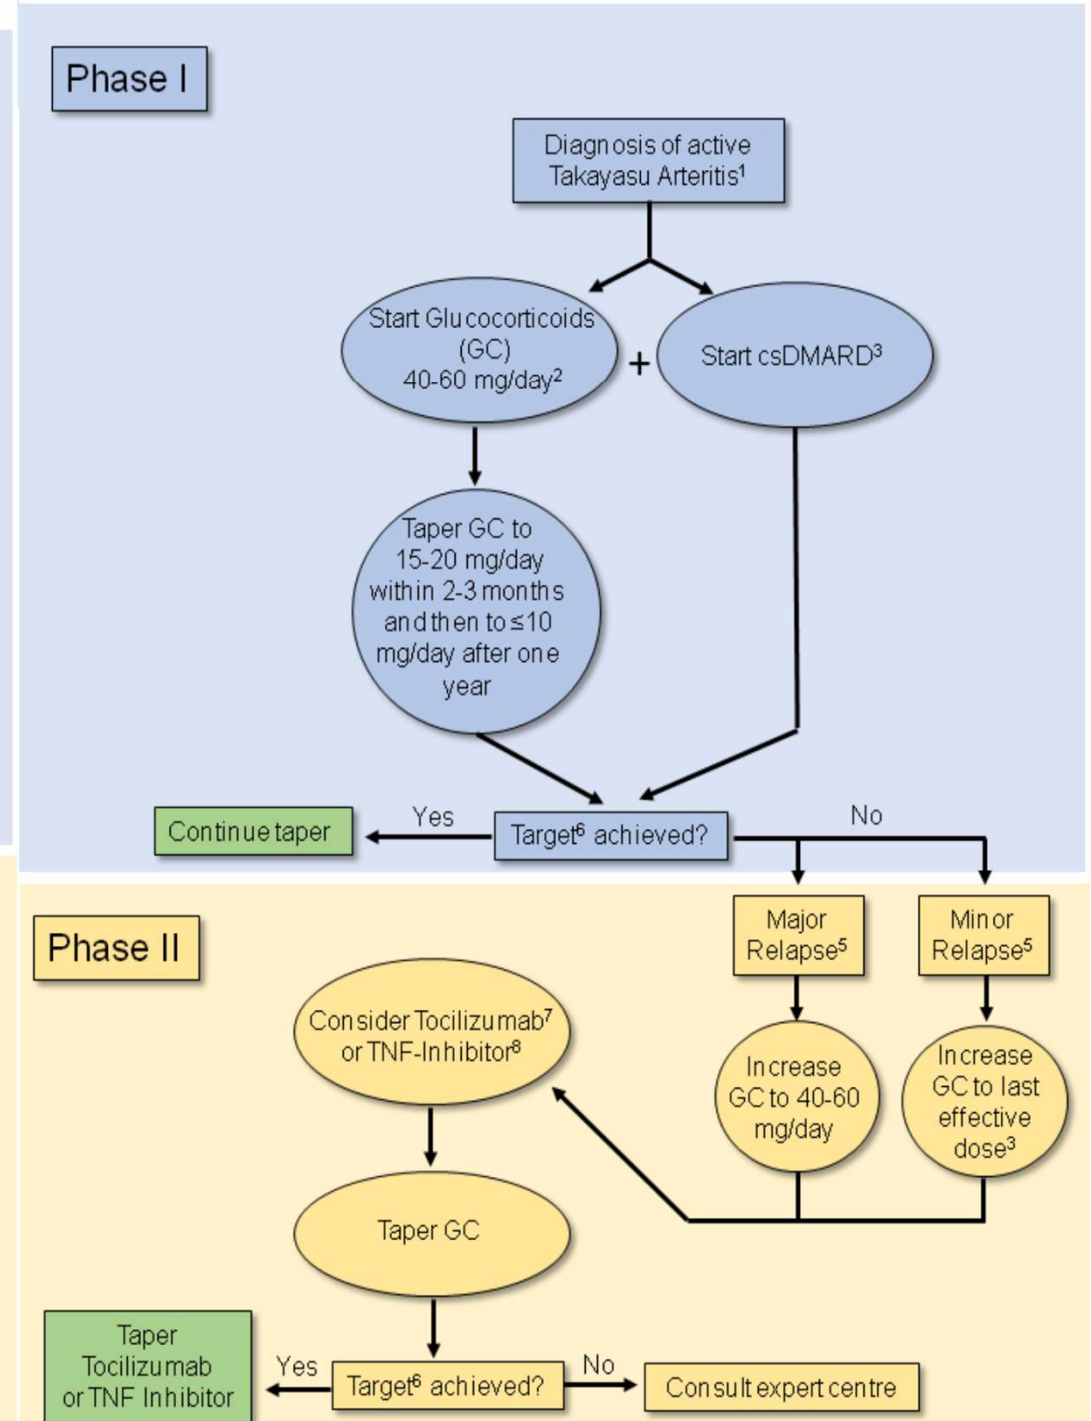 Phase I
Diagnosis of active
Takayasu Arteritis¹
Start Glucocorticoids
(GC)
40-60 mg/day²
+
Start csDMARD³
Taper GC to
15-20 mg/day
within 2-3 months
and then to ≤10
mg/day after one
year
Continue taper
Yes
Target⁶ achieved?
No
Phase II
Major
Relapse⁵
Minor
Relapse⁵
Consider Tocilizumab⁷
or TNF-Inhibitor⁸
Increase
GC to 40-60
mg/day
Increase
GC to last
effective
dose³
Taper GC
Taper
Tocilizumab
or TNF Inhibitor
Yes
Target⁶ achieved?
No
Consult expert centre